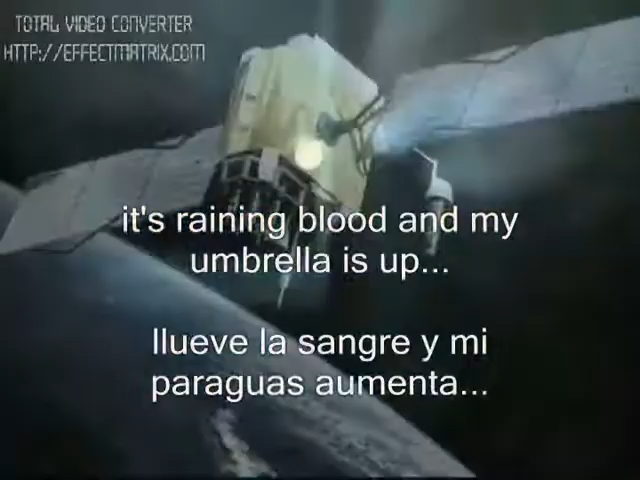 TOTAL VIDEO CONVERTER
HTTP://EFFECTMATRIX.COM
it's raining blood and my
umbrella is up...
llueve la sangre y mi
paraguas aumenta...